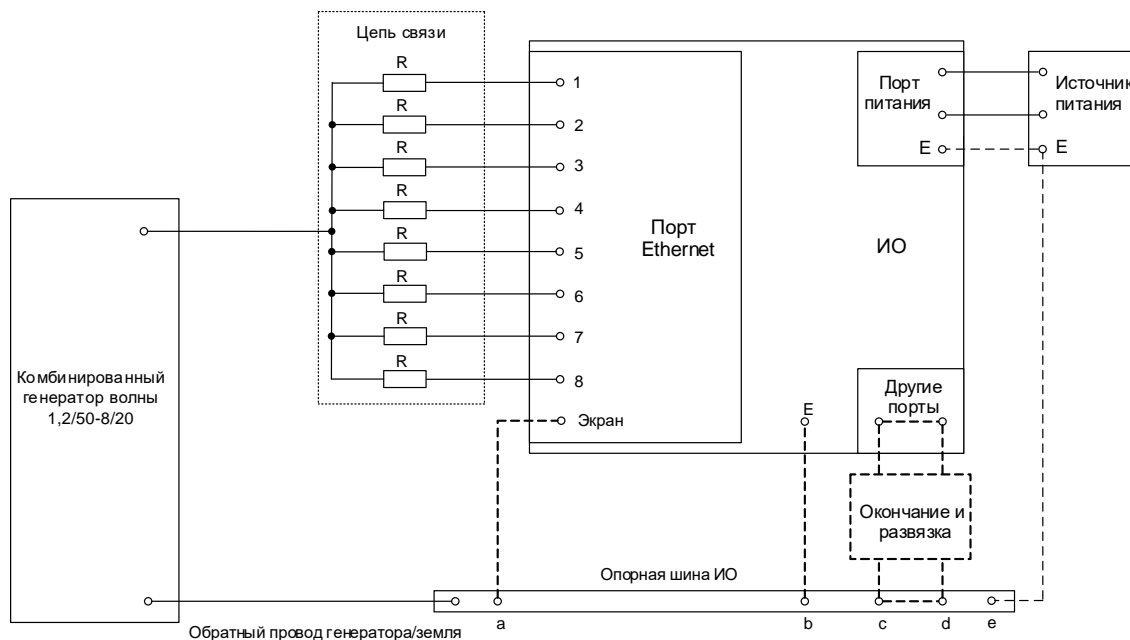 Цепь связи
R
R
R
R
R
R
R
R
1
2
3
4
5
6
7
8
Экран
Порт
Ethernet
ИО
Порт
питания
E
Источник
питания
E
Комбинированный
генератор волны
1,2/50-8/20
E
Другие
порты
Окончание и
развязка
Опорная шина ИО
Обратный провод генератора/земля
a
b
c
d
e